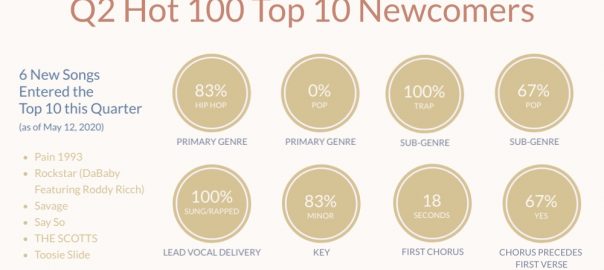 Q2 Hot 100 Top 10 Newcomers
6 New Songs
Entered the
Top 10 this Quarter
(as of May 12, 2020)
• Pain 1993
• Rockstar (DaBaby
Featuring Roddy Ricch)
• Savage
• Say So
• THE SCOTTS
• Toosie Slide
83%
HIP HOP
PRIMARY GENRE
0%
POP
PRIMARY GENRE
100%
TRAP
SUB-GENRE
67%
POP
SUB-GENRE
100%
SUNG/RAPPED
LEAD VOCAL DELIVERY
83%
MINOR
KEY
18
SECONDS
FIRST CHORUS
67%
YES
CHORUS PRECEDES
FIRST VERSE